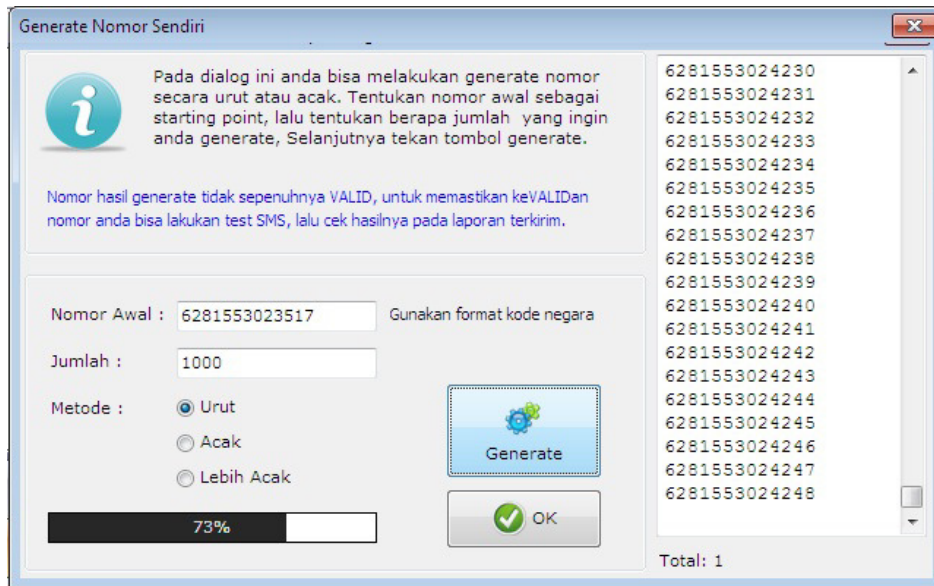 Generate Nomor Sendiri
Pada dialog ini anda bisa melakukan generate nomor
secara urut atau acak. Tentukan nomor awal sebagai
starting point, lalu tentukan berapa jumlah yang ingin
anda generate, Selanjutnya tekan tombol generate.
Nomor hasil generate tidak sepenuhnya VALID, untuk memastikan keVALIDan
nomor anda bisa lakukan test SMS, lalu cek hasilnya pada laporan terkirim.
Nomor Awal : 6281553023517 Gunakan format kode negara
Jumlah : 1000
Metode : Urut
Acak
Lebih Acak
Generate
73%
OK
6281553024230
6281553024231
6281553024232
6281553024233
6281553024234
6281553024235
6281553024236
6281553024237
6281553024238
6281553024239
6281553024240
6281553024241
6281553024242
6281553024243
6281553024244
6281553024245
6281553024246
6281553024247
6281553024248
Total: 1